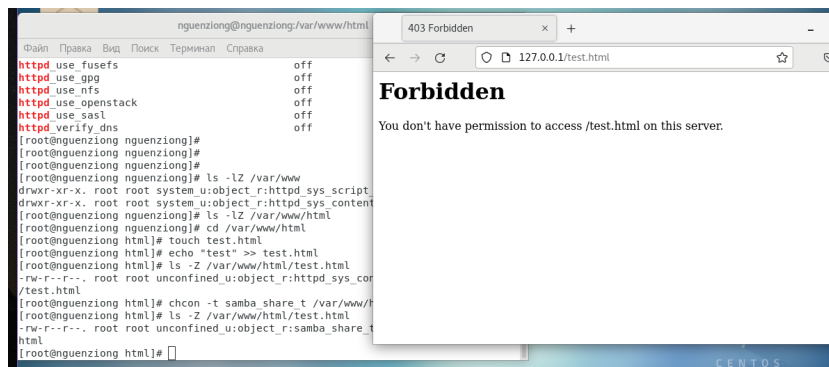 nguenziong@nguenziong:/var/www/html
Файл Правка Вид Поиск Терминал Справка
httpd_use_fusefs off
httpd_use_gpg off
httpd_use_nfs off
httpd_use_openstack off
httpd_use_sasl off
httpd_verify_dns off
[root@nguenziong nguenziong]#
[root@nguenziong nguenziong]#
[root@nguenziong nguenziong]#
[root@nguenziong nguenziong]# ls -lZ /var/www
drwxr-xr-x. root root system_u:object_r:httpd_sys_script_
drwxr-xr-x. root root system_u:object_r:httpd_sys_content
[root@nguenziong nguenziong]# ls -lZ /var/www/html
[root@nguenziong nguenziong]# cd /var/www/html
[root@nguenziong html]# touch test.html
[root@nguenziong html]# echo "test" >> test.html
[root@nguenziong html]# ls -Z /var/www/html/test.html
-rw-r--r--. root root unconfined_u:object_r:httpd_sys_con
/test.html
[root@nguenziong html]# chcon -t samba_share_t /var/www/h
[root@nguenziong html]# ls -Z /var/www/html/test.html
-rw-r--r--. root root unconfined_u:object_r:samba_share_t
html
[root@nguenziong html]#
403 Forbidden
127.0.0.1/test.html
Forbidden
You don't have permission to access /test.html on this server.
CENTOS